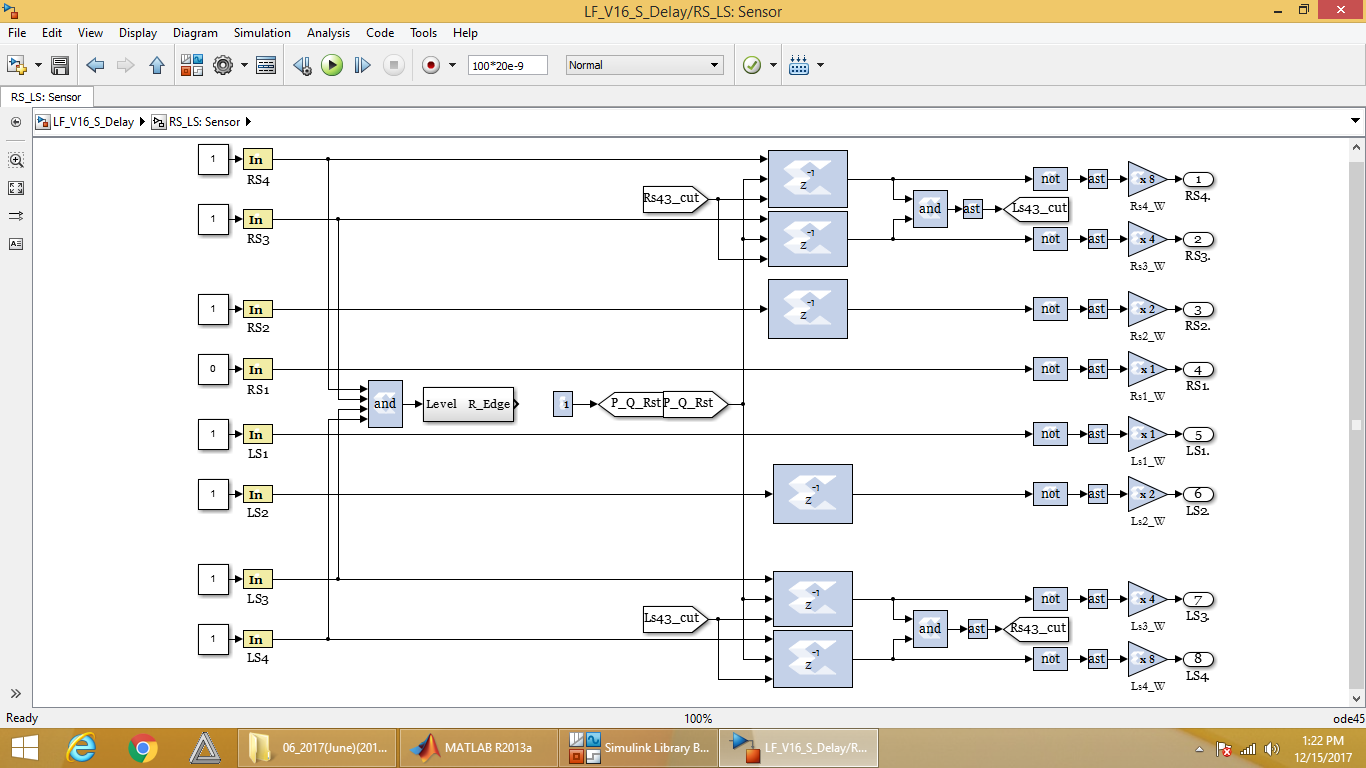 LF_V16_S_Delay/RS_LS: Sensor
File Edit View Display Diagram Simulation Analysis Code Tools Help
100*20e-9 Normal
RS_LS: Sensor
LF_V16_S_Delay RS_LS: Sensor
1 In RS4
1 In RS3
1 In RS2
0 In RS1
1 In LS1
1 In LS2
1 In LS3
1 In LS4
and
Level R_Edge
1
P_Q_Rst
P_Q_Rst
Rs43_cut
z -1
z -1
z -1
and ast Ls43_cut
not ast x 8 Rs4_W 1 RS4.
not ast x 4 Rs3_W 2 RS3.
not ast x 2 Rs2_W 3 RS2.
not ast x 1 Rs1_W 4 RS1.
not ast x 1 Ls1_W 5 LS1.
z -1
not ast x 2 Ls2_W 6 LS2.
Ls43_cut
z -1
z -1
and ast Rs43_cut
not ast x 4 Ls3_W 7 LS3.
not ast x 8 Ls4_W 8 LS4.
Ready 100% ode45
06_2017(June)(201... MATLAB R2013a Simulink Library B... LF_V16_S_Delay/R...
1:22 PM
12/15/2017